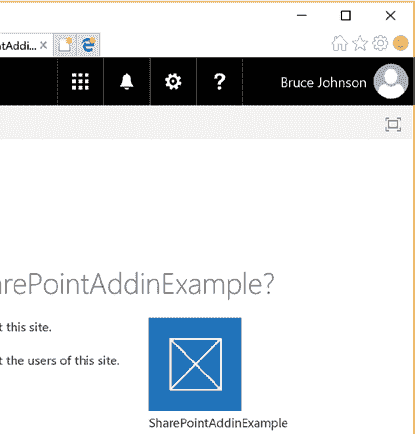 ntAddi...
?
Bruce Johnson
arePointAddinExample?
t this site.
t the users of this site.
SharePointAddinExample